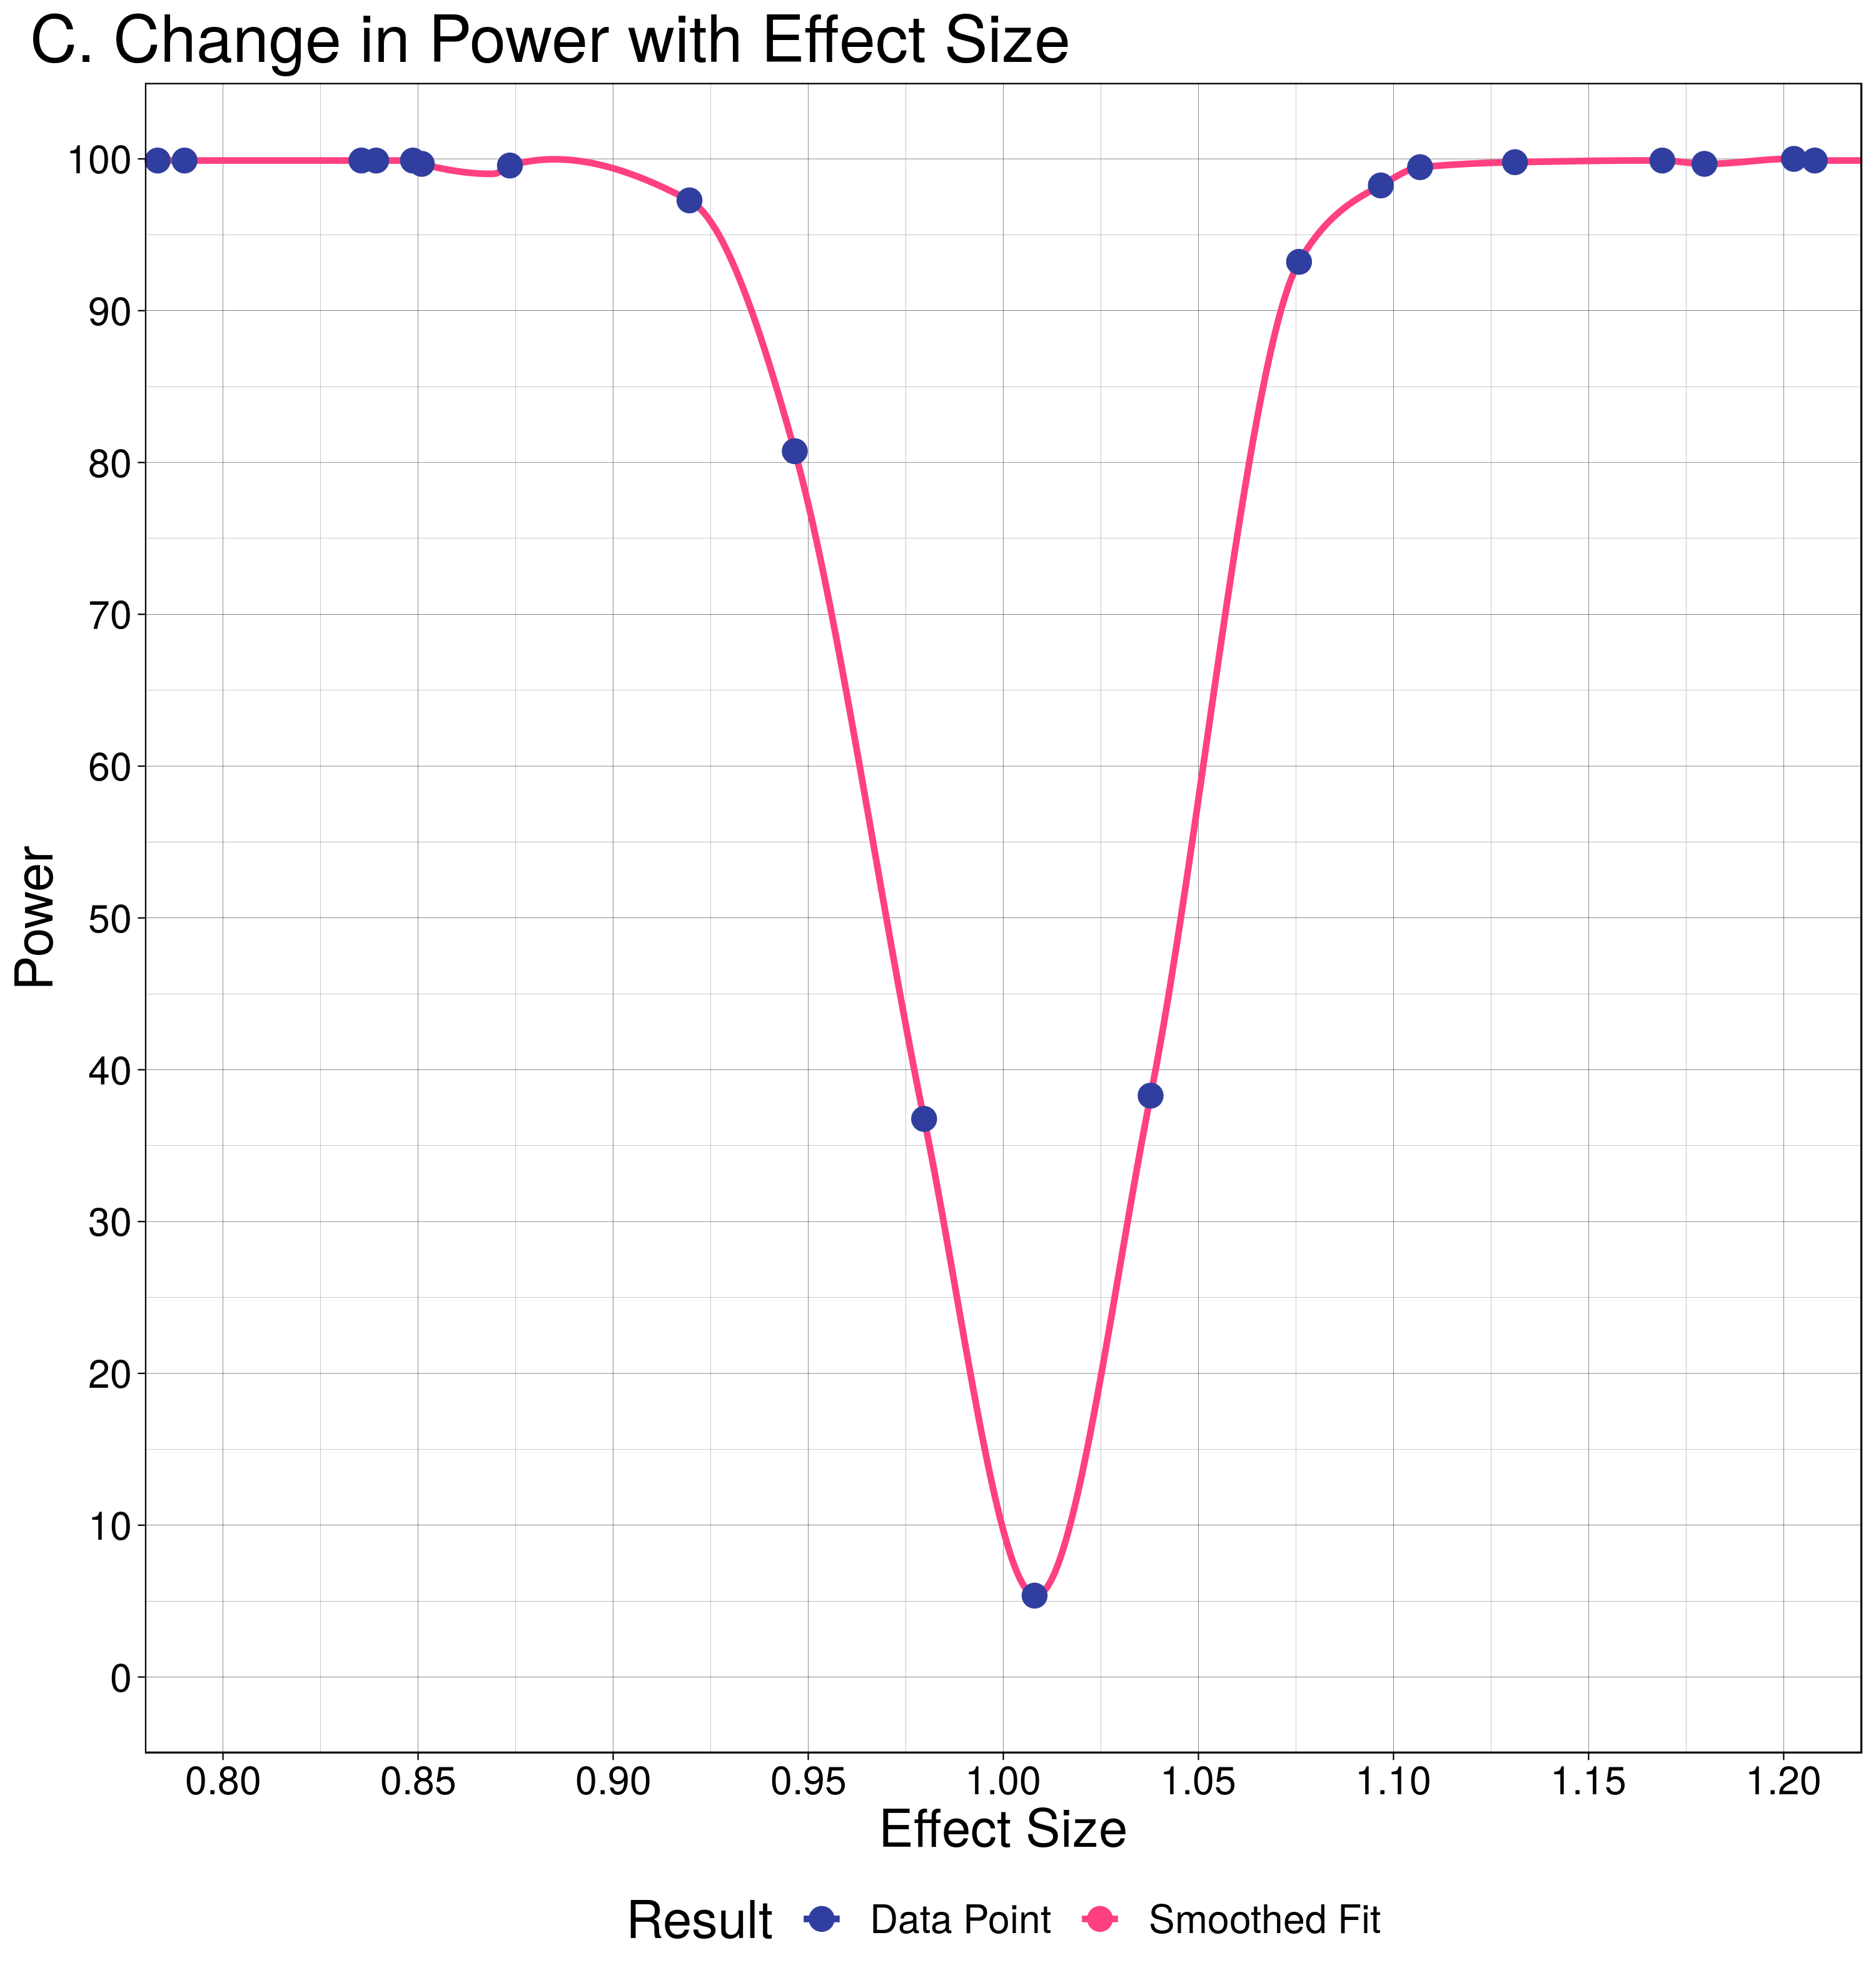 C. Change in Power with Effect Size
100
90
80
70
60
50
40
30
20
10
0
Power
0.80 0.85 0.90 0.95 1.00 1.05 1.10 1.15 1.20
Effect Size
Result Data Point Smoothed Fit